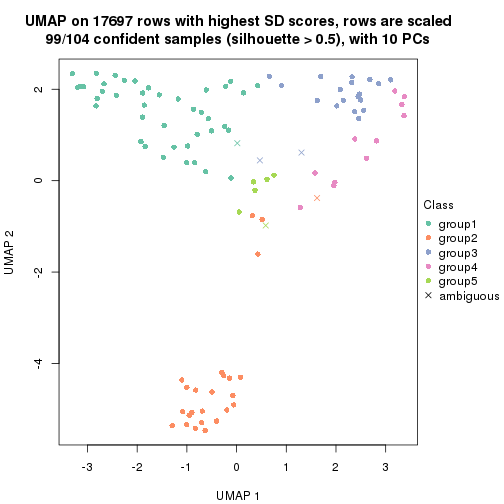 UMAP on 17697 rows with highest SD scores, rows are scaled
99/104 confident samples (silhouette > 0.5), with 10 PCs
2
0
-2
-4
UMAP 2
-3 -2 -1 0 1 2 3
UMAP 1
Class
group1
group2
group3
group4
group5
ambiguous